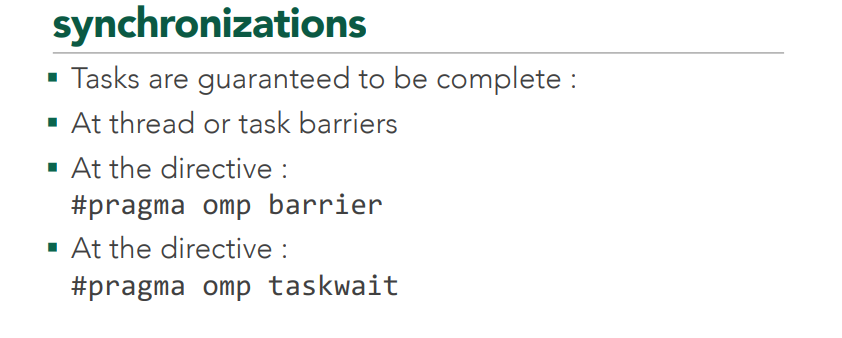 synchronizations
▪ Tasks are guaranteed to be complete :
▪ At thread or task barriers
▪ At the directive :
#pragma omp barrier
▪ At the directive :
#pragma omp taskwait